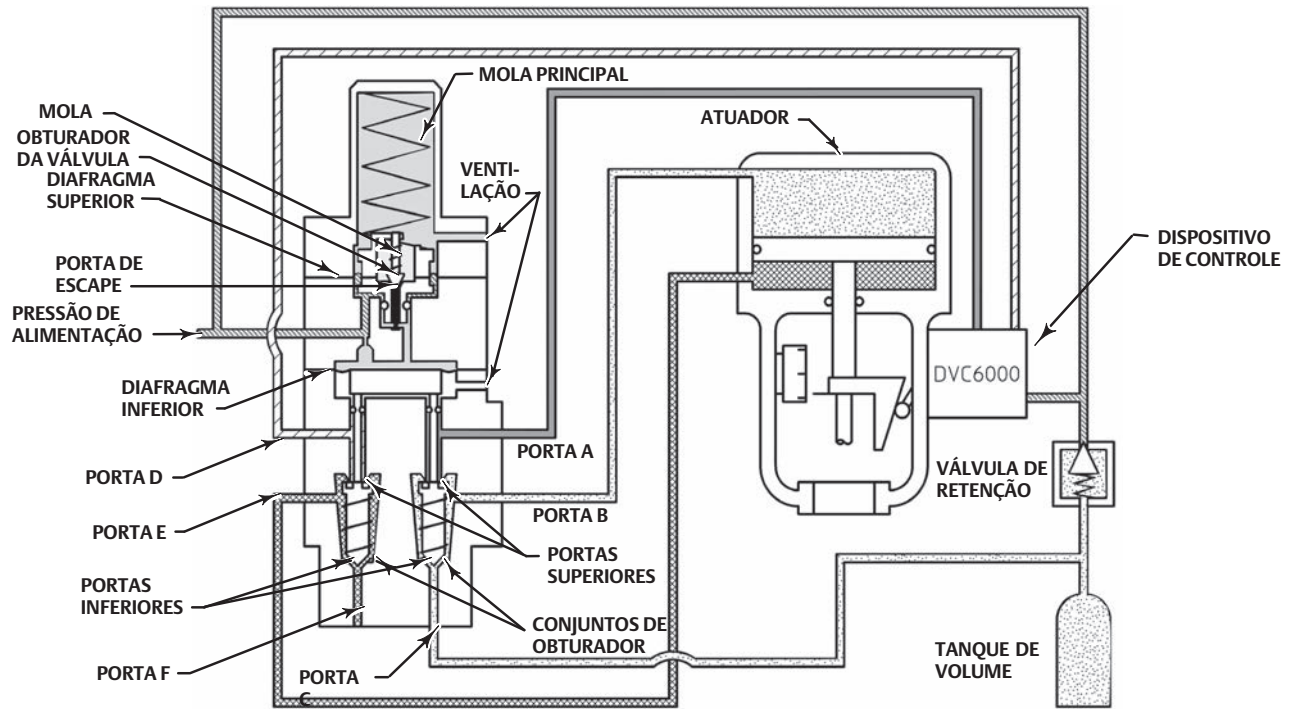 MOLA PRINCIPAL
MOLA
OBTURADOR
DA VÁLVULA
DIAFRAGMA
SUPERIOR
PORTA DE
ESCAPE
PRESSÃO DE
ALIMENTAÇÃO
DIAFRAGMA
INFERIOR
PORTA D
PORTA E
PORTAS
INFERIORES
PORTA F
VENTI-
LAÇÃO
ATUADOR
DISPOSITIVO
DE CONTROLE
DVC6000
PORTA A
PORTA B
PORTAS
SUPERIORES
CONJUNTOS DE
OBTURADOR
PORTA
C
VÁLVULA DE
RETENÇÃO
TANQUE DE
VOLUME